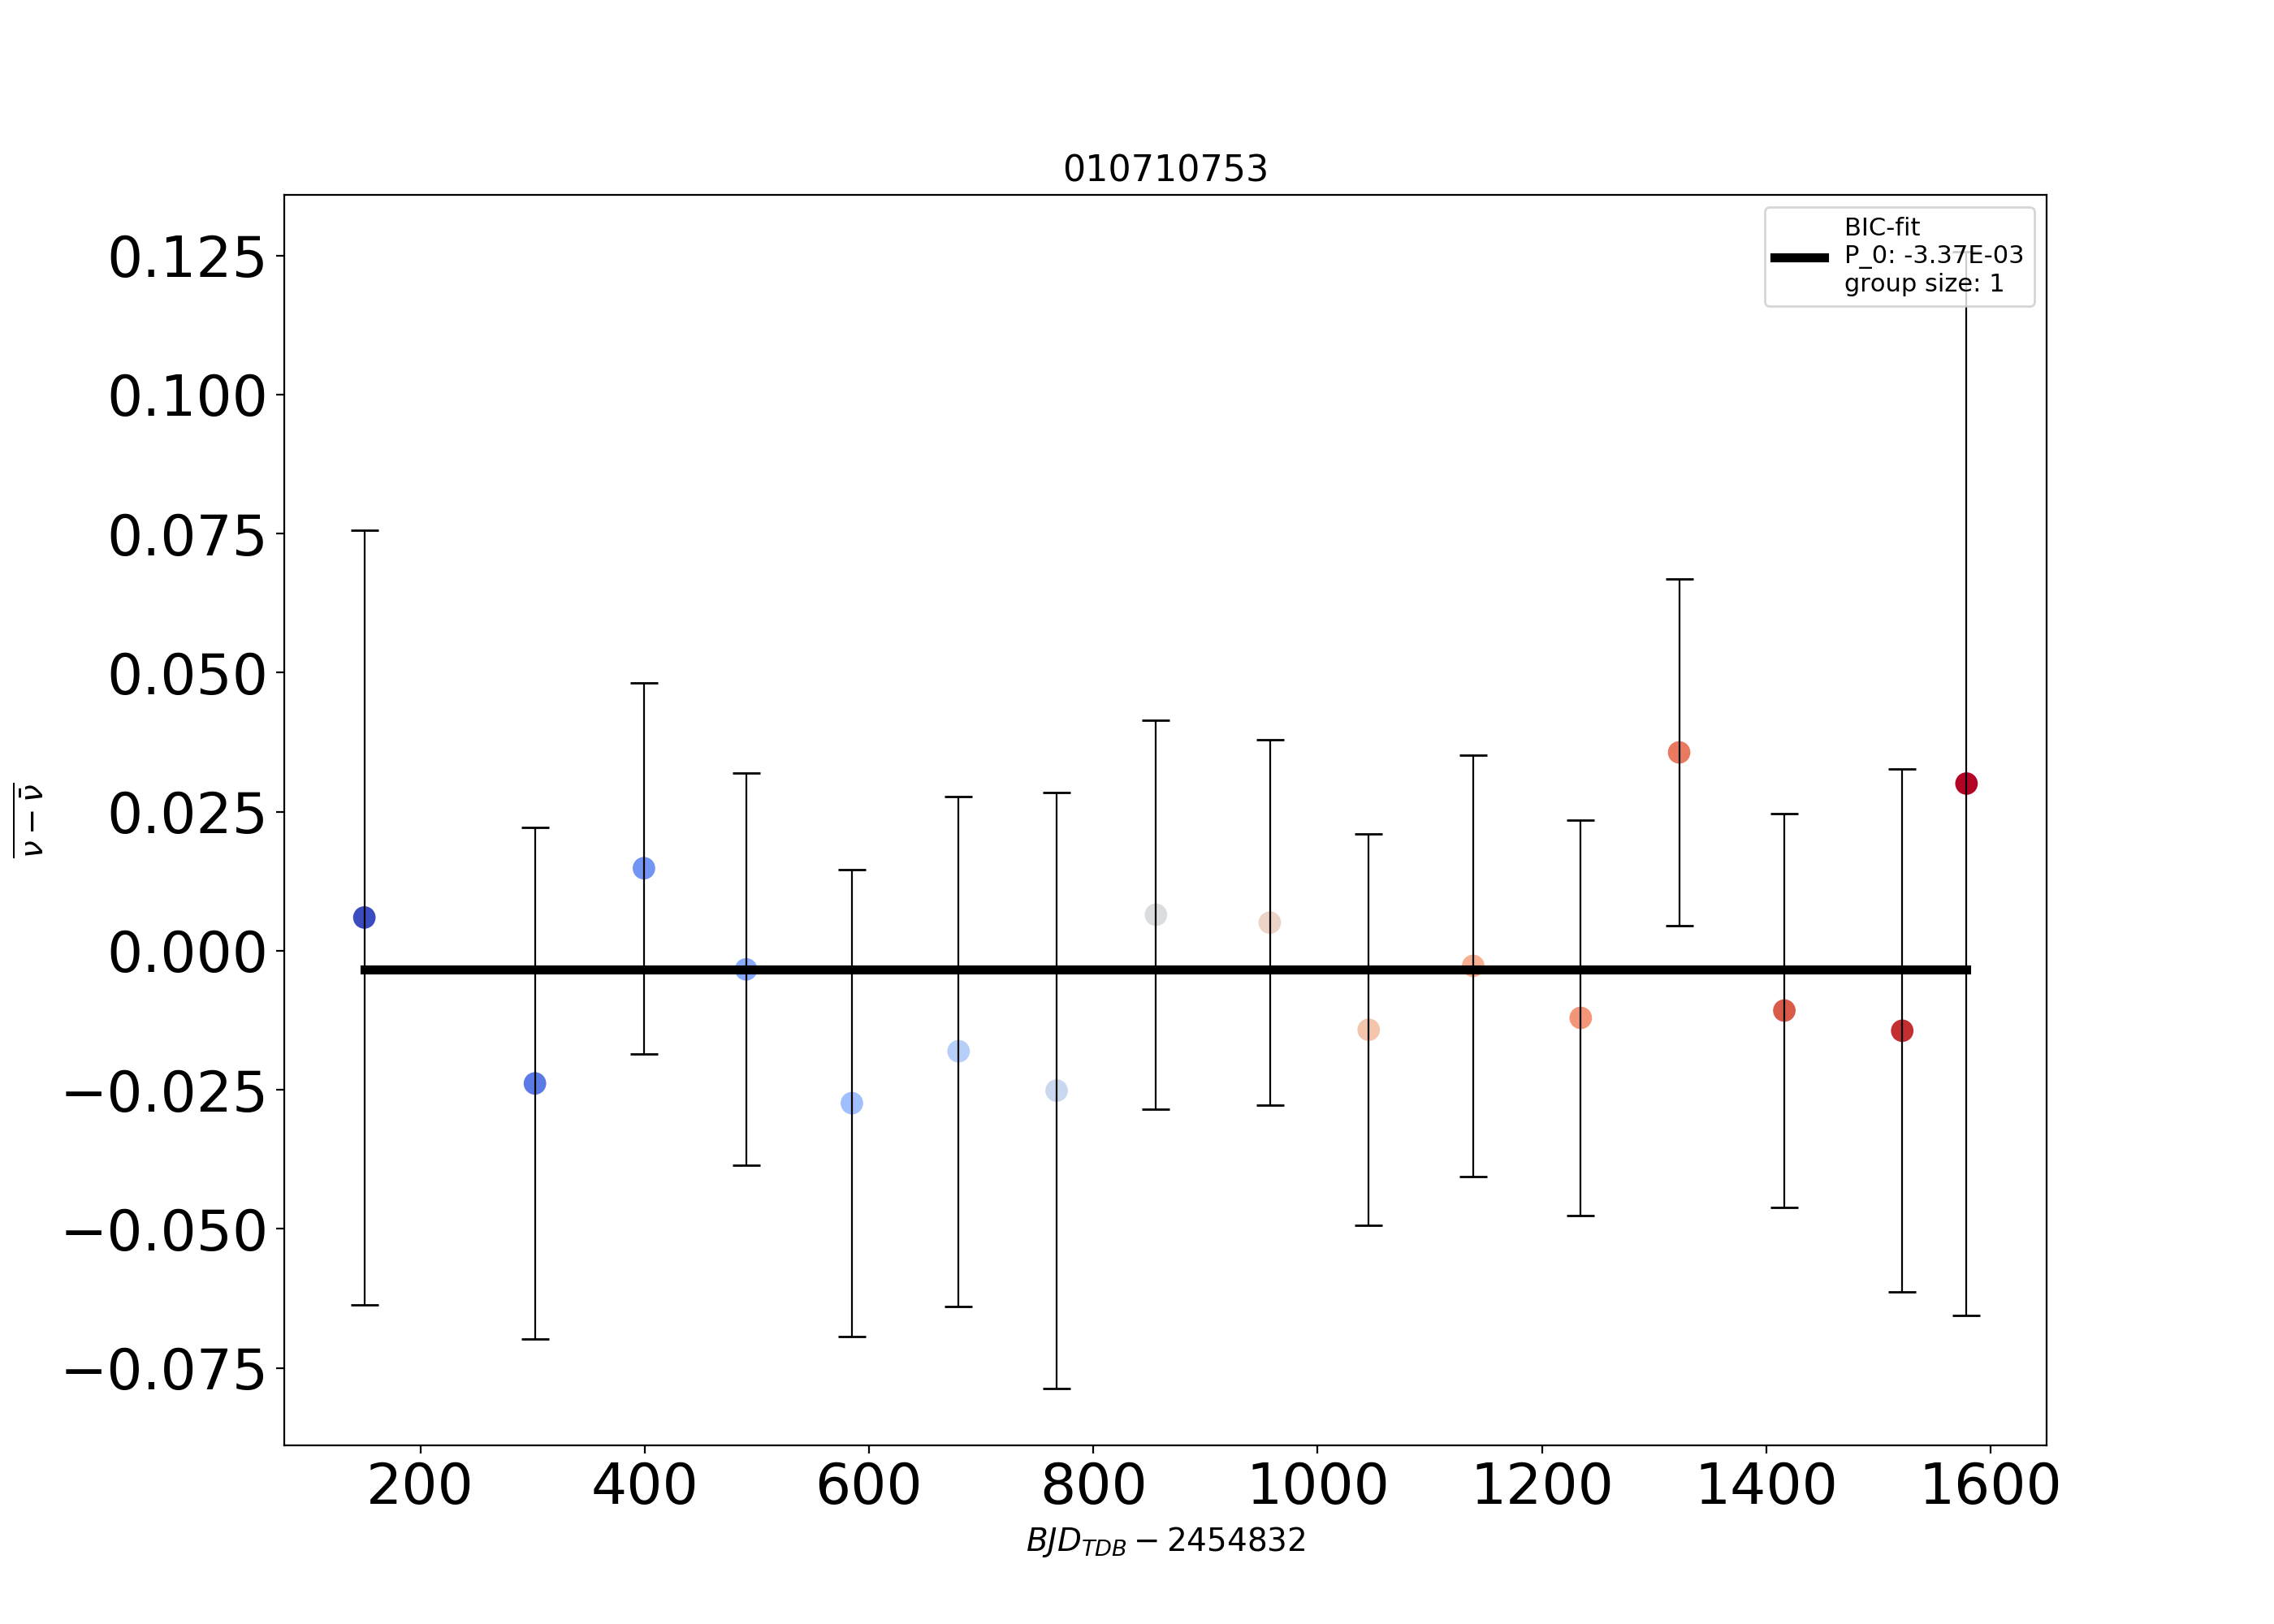 010710753
BIC-fit
P_0: -3.37E-03
group size: 1
0.125
0.100
0.075
0.050
0.025
0.000
−0.025
−0.050
−0.075
ν − ν̄
200 400 600 800 1000 1200 1400 1600
BJD_TDB − 2454832